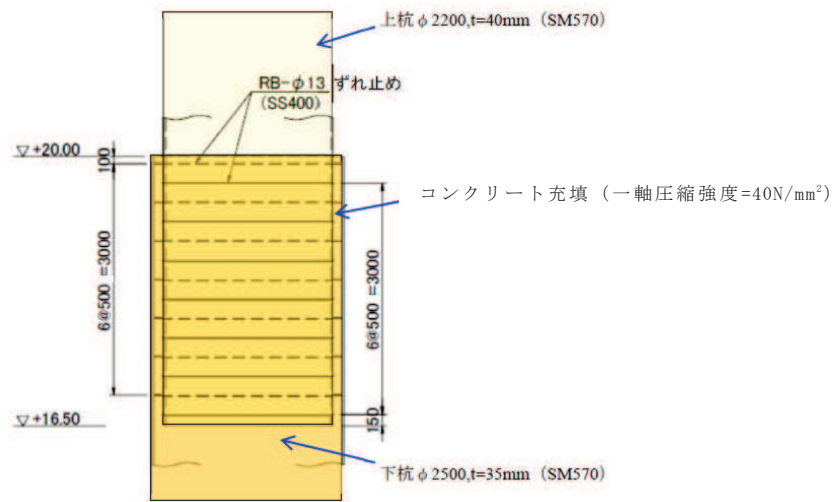 上杭φ2200,t=40mm（SM570）
RB-φ13 ずれ止め
(SS400)
▽+20.00
100
コンクリート充填（一軸圧縮強度=40N/mm²）
6@500 =3000
6@500 =3000
▽+16.50
150
下杭φ2500,t=35mm（SM570）